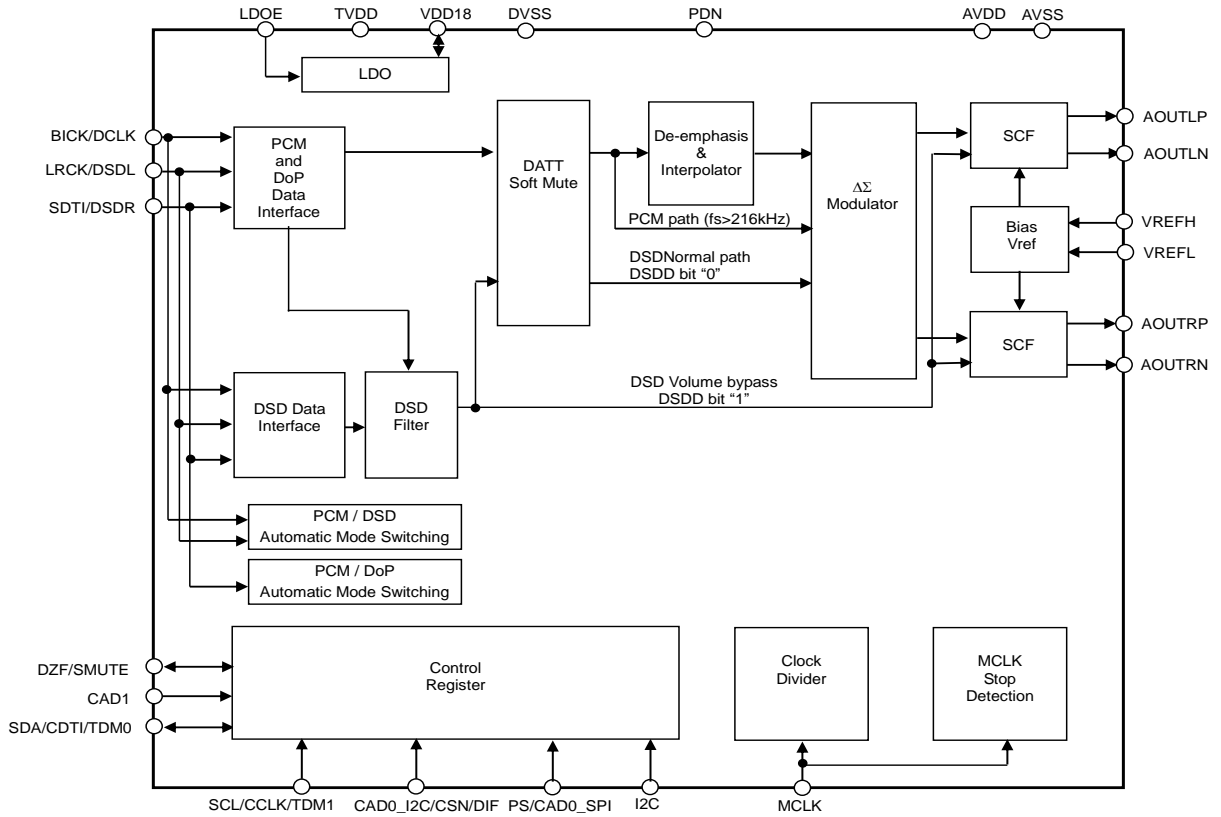 LDOE
TVDD
VDD18
DVSS
PDN
AVDD
AVSS
LDO
BICK/DCLK
LRCK/DSDL
SDTI/DSDR
PCM
and
DoP
Data
Interface
DATT
Soft Mute
De-emphasis
&
Interpolator
PCM path (fs>216kHz)
DSDNormal path
DSDD bit “0”
ΔΣ
Modulator
SCF
AOUTLP
AOUTLN
Bias
Vref
VREFH
VREFL
SCF
AOUTRP
AOUTRN
DSD Data
Interface
DSD
Filter
DSD Volume bypass
DSDD bit “1”
PCM / DSD
Automatic Mode Switching
PCM / DoP
Automatic Mode Switching
DZF/SMUTE
CAD1
SDA/CDTI/TDM0
Control
Register
Clock
Divider
MCLK
Stop
Detection
SCL/CCLK/TDM1
CAD0_I2C/CSN/DIF
PS/CAD0_SPI
I2C
MCLK